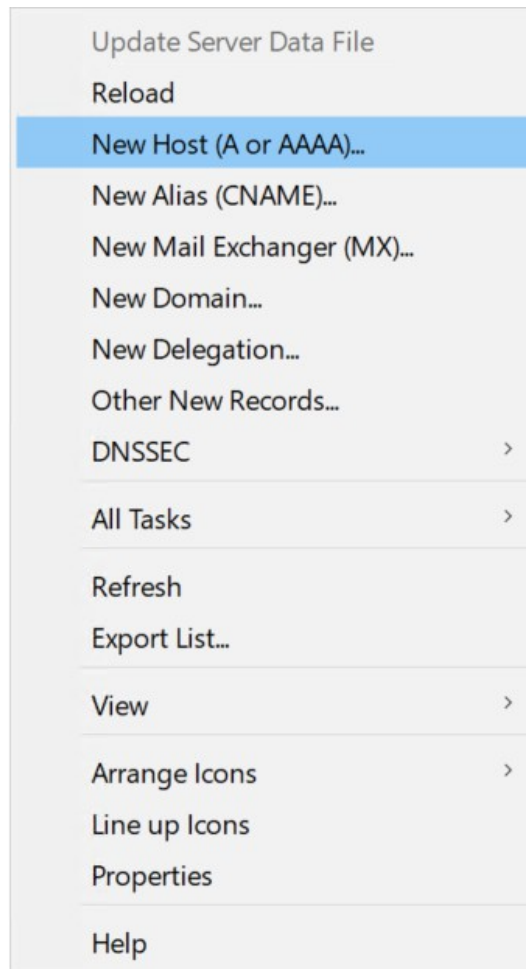 Update Server Data File
Reload
New Host (A or AAAA)...
New Alias (CNAME)...
New Mail Exchanger (MX)...
New Domain...
New Delegation...
Other New Records...
DNSSEC
All Tasks
Refresh
Export List...
View
Arrange Icons
Line up Icons
Properties
Help